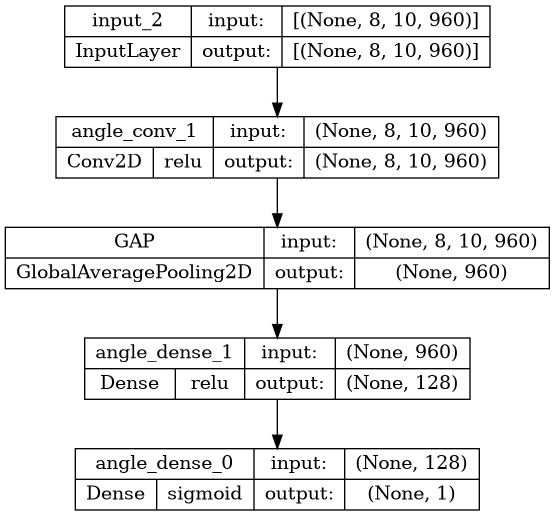 input_2 input: [(None, 8, 10, 960)]
InputLayer output: [(None, 8, 10, 960)]
angle_conv_1 input: (None, 8, 10, 960)
Conv2D relu output: (None, 8, 10, 960)
GAP input: (None, 8, 10, 960)
GlobalAveragePooling2D output: (None, 960)
angle_dense_1 input: (None, 960)
Dense relu output: (None, 128)
angle_dense_0 input: (None, 128)
Dense sigmoid output: (None, 1)